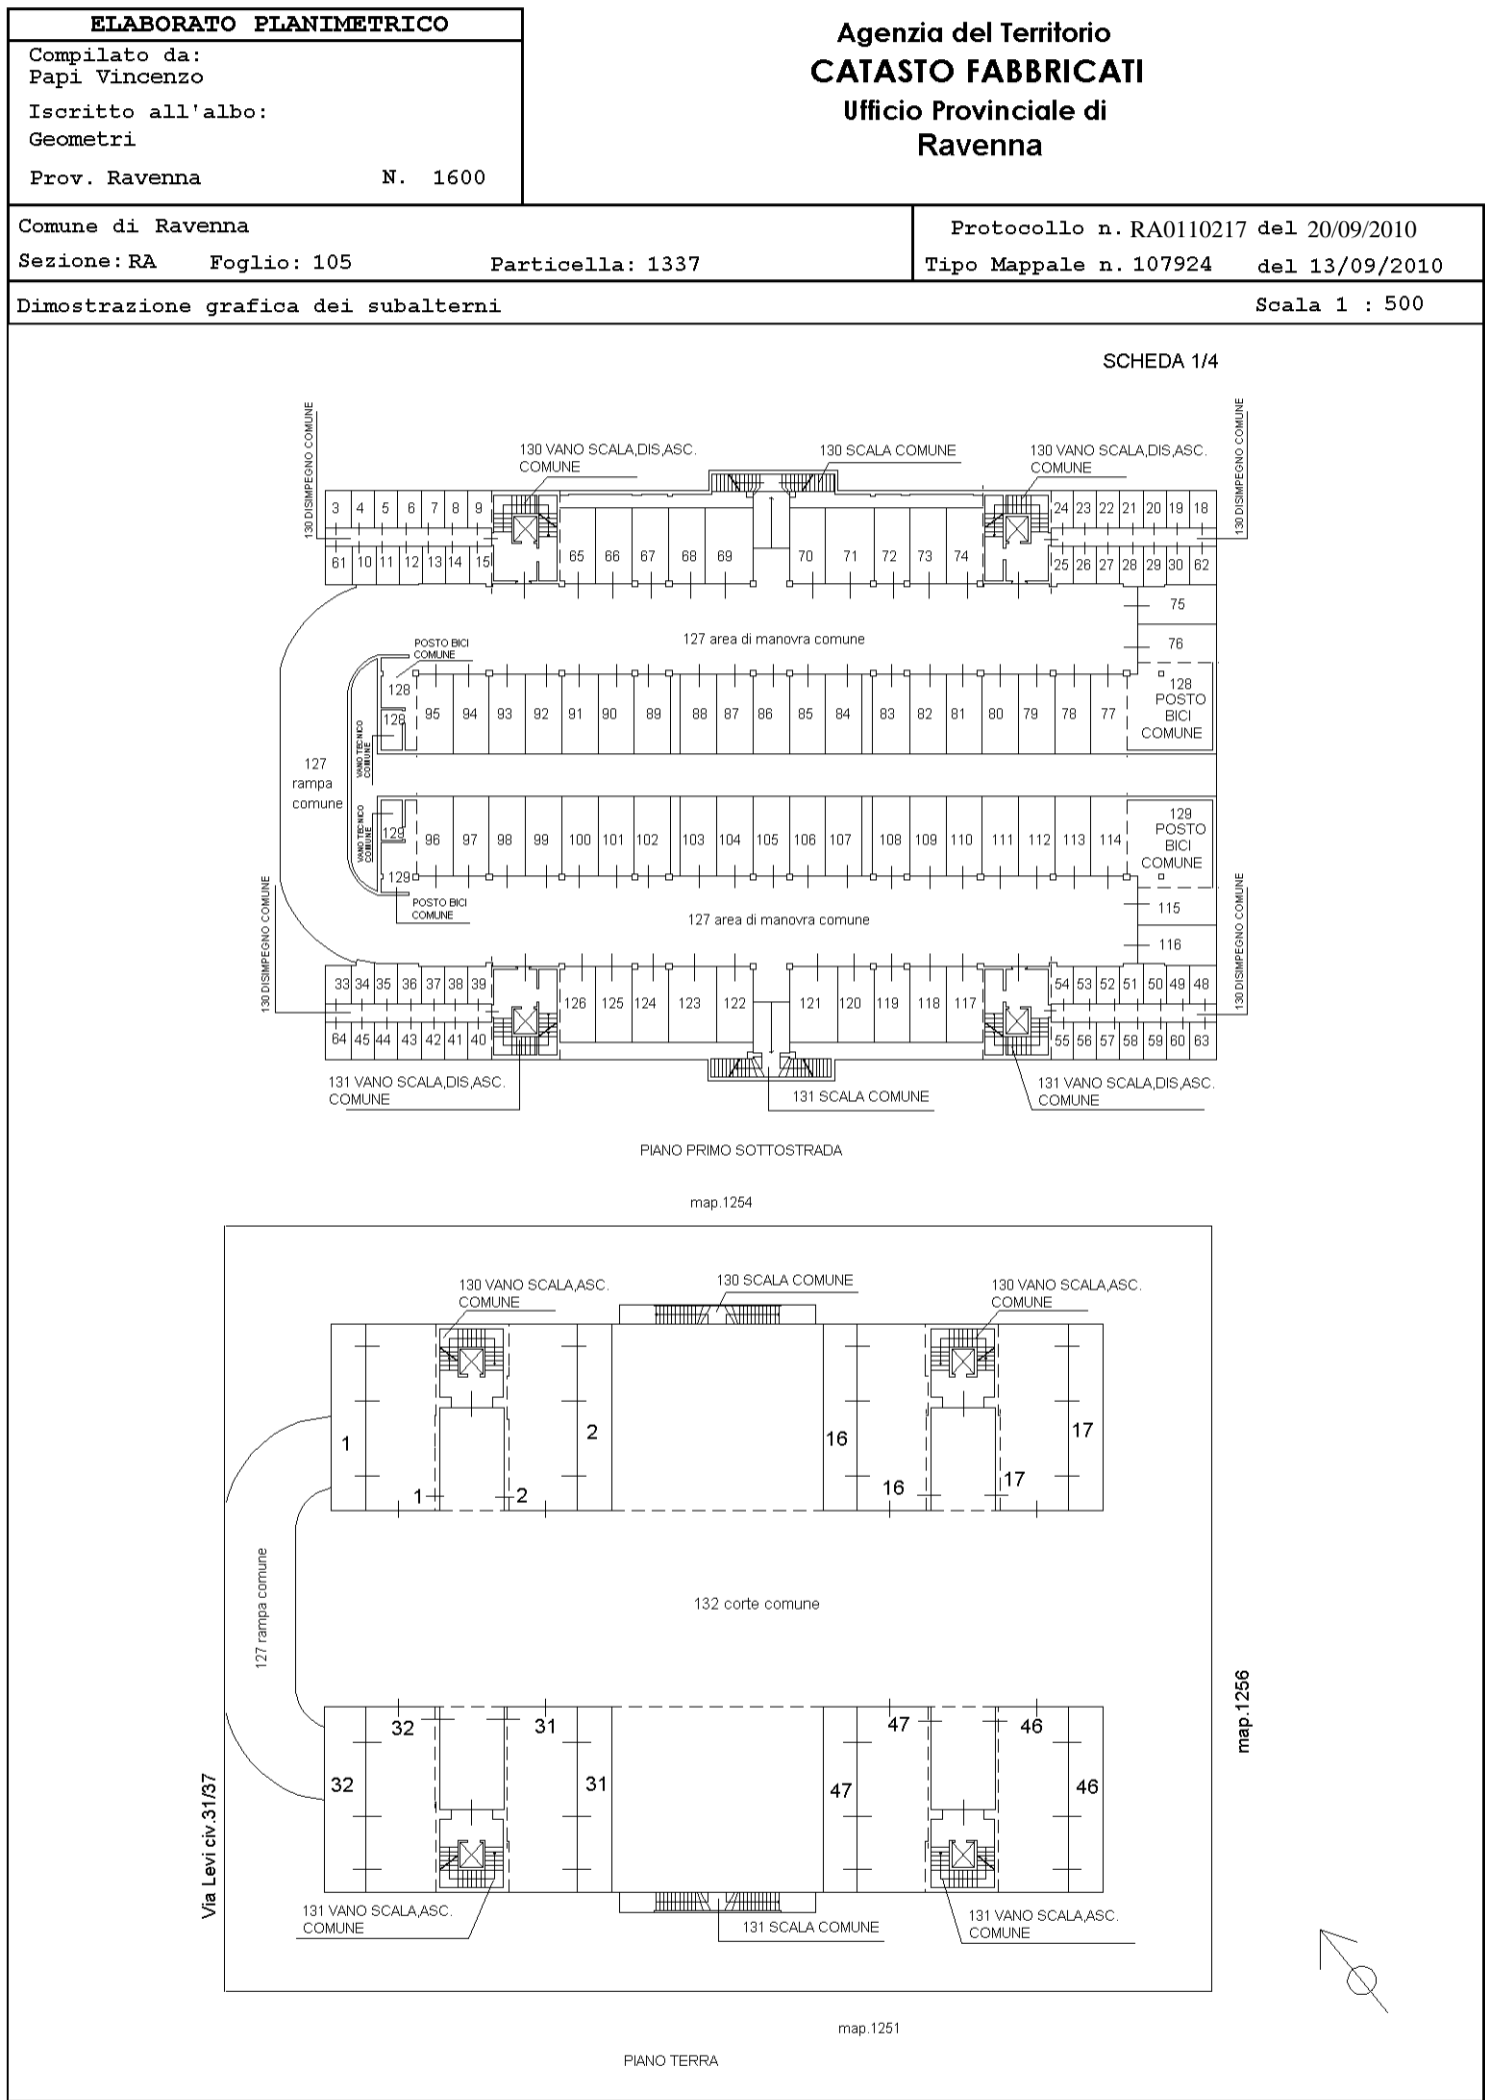 ELABORATO PLANIMETRICO
Compilato da:
Papi Vincenzo
Iscritto all'albo:
Geometri
Prov. Ravenna N. 1600
Agenzia del Territorio
CATASTO FABBRICATI
Ufficio Provinciale di
Ravenna
Comune di Ravenna
Sezione: RA Foglio: 105 Particella: 1337
Protocollo n. RA0110217 del 20/09/2010
Tipo Mappale n. 107924 del 13/09/2010
Dimostrazione grafica dei subalterni Scala 1 : 500
SCHEDA 1/4
130 DISIMPEGNO COMUNE
130 VANO SCALA,DIS,ASC.
COMUNE
130 SCALA COMUNE
130 VANO SCALA,DIS,ASC.
COMUNE
130 DISIMPEGNO COMUNE
3 4 5 6 7 8 9
24 23 22 21 20 19 18
61 10 11 12 13 14 15
65 66 67 68 69 70 71 72 73 74
25 26 27 28 29 30 62
75
76
127 area di manovra comune
POSTO BICI
COMUNE
128
128
VANO TECNICO
COMUNE
95 94 93 92 91 90 89 88 87 86 85 84 83 82 81 80 79 78 77
128
POSTO
BICI
COMUNE
127
rampa
comune
VANO TECNICO
COMUNE
129
129
96 97 98 99 100 101 102 103 104 105 106 107 108 109 110 111 112 113 114
129
POSTO
BICI
COMUNE
POSTO BICI
COMUNE
127 area di manovra comune
115
116
130 DISIMPEGNO COMUNE
130 DISIMPEGNO COMUNE
33 34 35 36 37 38 39
54 53 52 51 50 49 48
126 125 124 123 122 121 120 119 118 117
64 45 44 43 42 41 40
55 56 57 58 59 60 63
131 VANO SCALA,DIS,ASC.
COMUNE
131 SCALA COMUNE
131 VANO SCALA,DIS,ASC.
COMUNE
PIANO PRIMO SOTTOSTRADA
map.1254
130 VANO SCALA,ASC.
COMUNE
130 SCALA COMUNE
130 VANO SCALA,ASC.
COMUNE
1 2 16 17
1 2 16 17
127 rampa comune
132 corte comune
32 31 47 46
32 31 47 46
Via Levi civ.31/37
map.1256
131 VANO SCALA,ASC.
COMUNE
131 SCALA COMUNE
131 VANO SCALA,ASC.
COMUNE
map.1251
PIANO TERRA